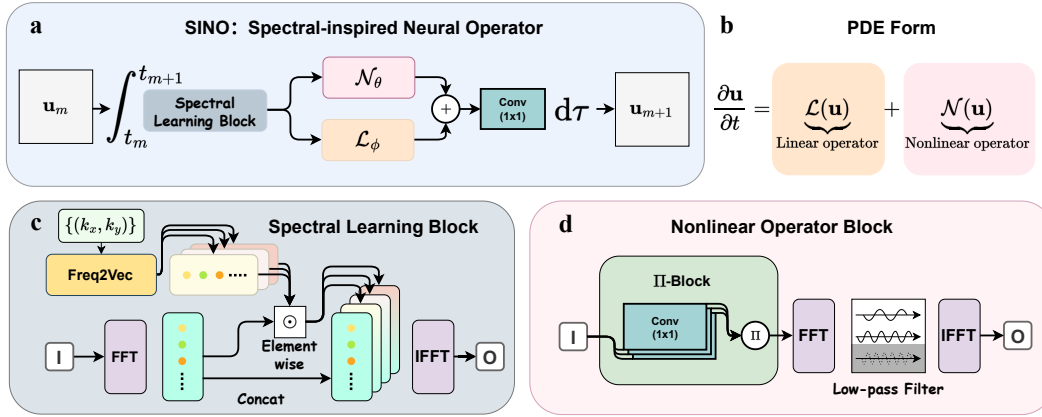 a
SINO: Spectral-inspired Neural Operator
u_m
∫
t_{m+1}
t_m
Spectral
Learning Block
𝒩_θ
ℒ_ϕ
+
Conv
(1x1)
dτ
u_{m+1}
b
PDE Form
∂u/∂t = ℒ(u) + 𝒩(u)
Linear operator
Nonlinear operator
c
Spectral Learning Block
{(k_x, k_y)}
Freq2Vec
I
FFT
⊙
Element
wise
Concat
IFFT
O
d
Nonlinear Operator Block
Π-Block
I
Conv
(1x1)
Π
FFT
Low-pass Filter
IFFT
O